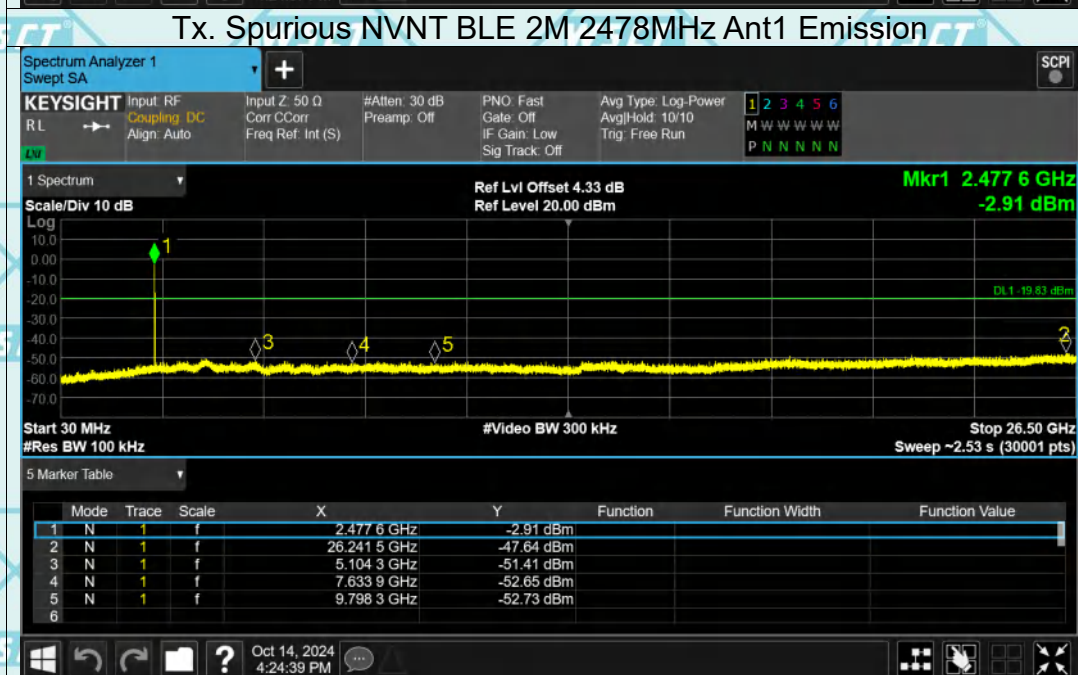 Tx. Spurious NVNT BLE 2M 2478MHz Ant1 Emission
Spectrum Analyzer 1
Swept SA
+
SCPI
KEYSIGHT
RL
LNI
Input: RF
Coupling: DC
Align: Auto
Input Z: 50 Ω
Corr CCorr
Freq Ref: Int (S)
#Atten: 30 dB
Preamp: Off
PNO: Fast
Gate: Off
IF Gain: Low
Sig Track: Off
Avg Type: Log-Power
Avg|Hold: 10/10
Trig: Free Run
1 2 3 4 5 6
M W W W W W
P N N N N N
1 Spectrum
Scale/Div 10 dB
Ref Lvl Offset 4.33 dB
Ref Level 20.00 dBm
Mkr1 2.477 6 GHz
-2.91 dBm
Log
10.0
0.00
-10.0
-20.0
-30.0
-40.0
-50.0
-60.0
-70.0
1
3
4
5
2
DL1 -19.83 dBm
Start 30 MHz
#Video BW 300 kHz
Stop 26.50 GHz
#Res BW 100 kHz
Sweep ~2.53 s (30001 pts)
5 Marker Table
Mode Trace Scale X Y Function Function Width Function Value
1 N 1 f 2.477 6 GHz -2.91 dBm
2 N 1 f 26.241 5 GHz -47.64 dBm
3 N 1 f 5.104 3 GHz -51.41 dBm
4 N 1 f 7.633 9 GHz -52.65 dBm
5 N 1 f 9.798 3 GHz -52.73 dBm
6
?
Oct 14, 2024
4:24:39 PM